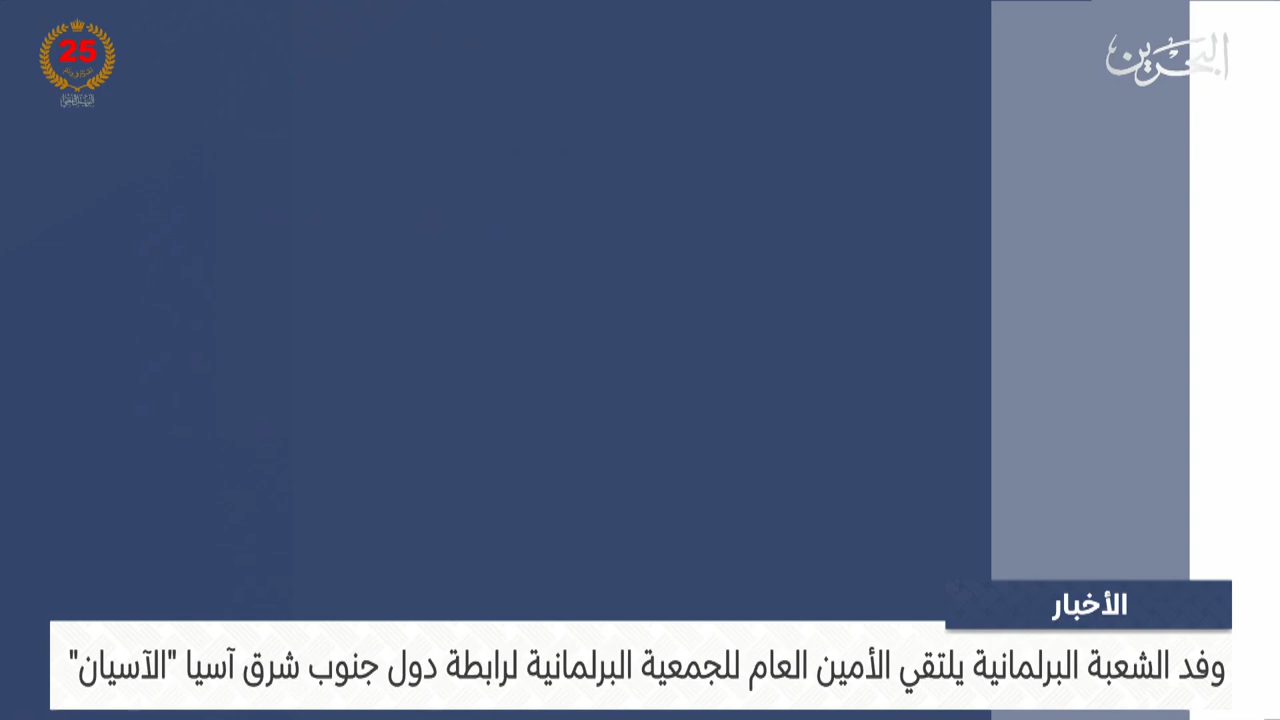 25
البحرين
الأخبار
وفد الشعبة البرلمانية يلتقي الأمين العام للجمعية البرلمانية لرابطة دول جنوب شرق آسيا "الآسيان"